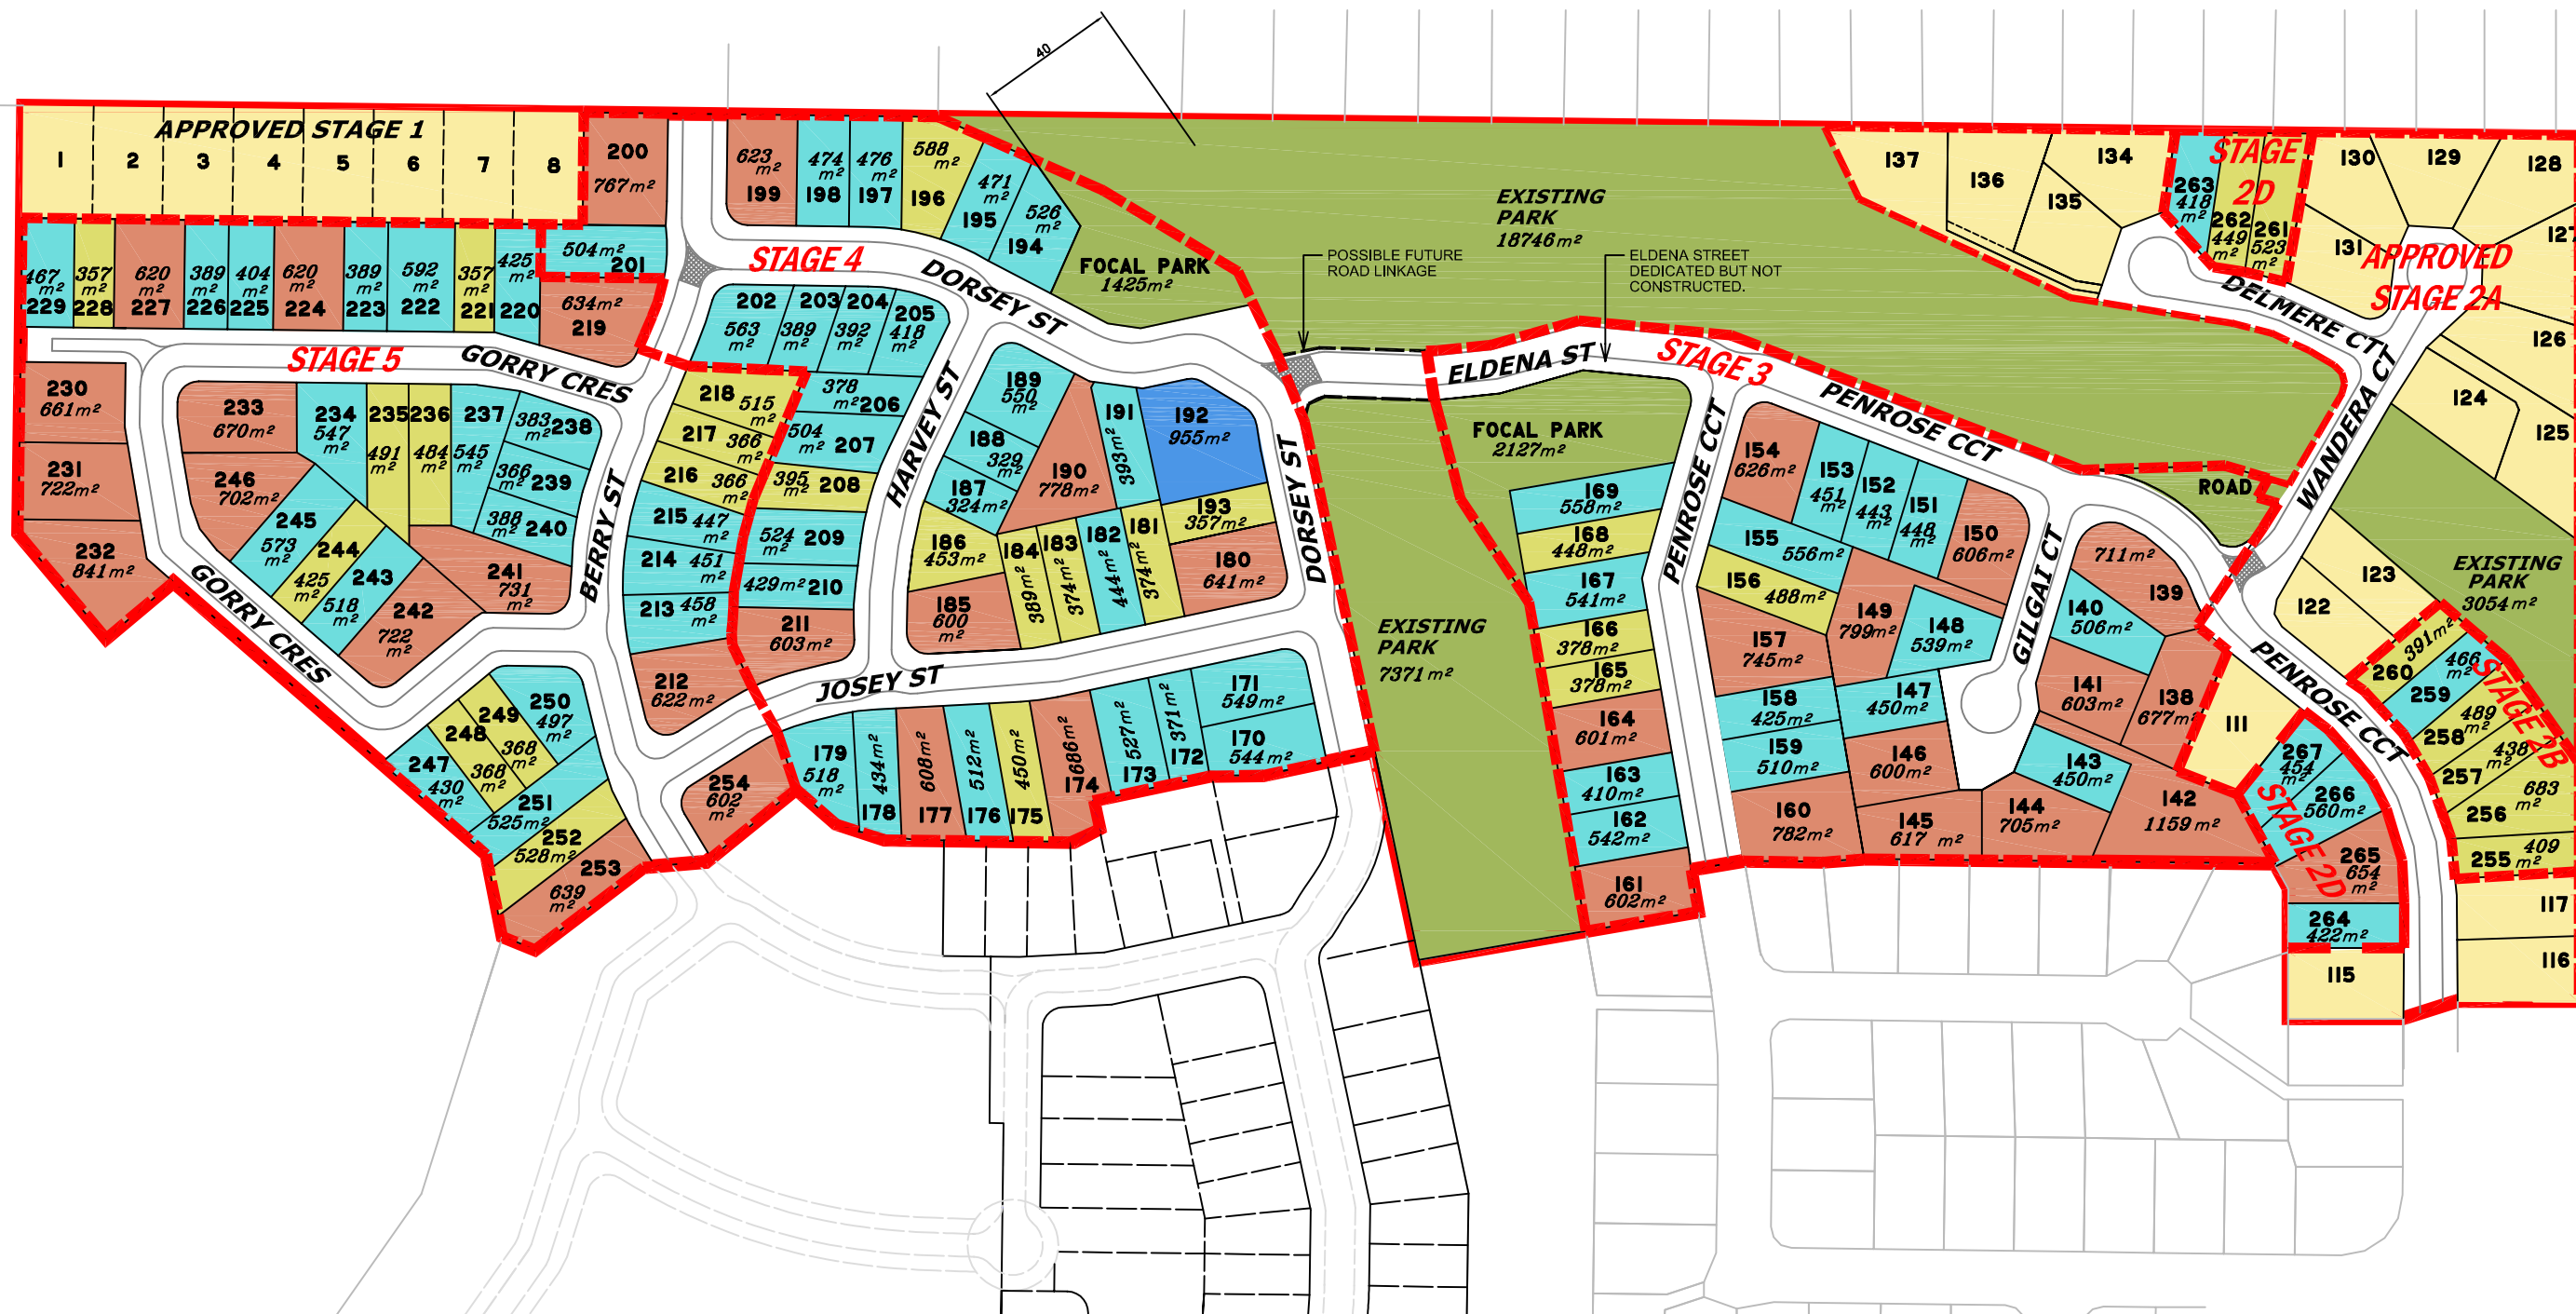 40
APPROVED STAGE 1
1
2
3
4
5
6
7
8
200
767m²
623
m²
199
474
m²
198
476
m²
197
588
m²
196
471
m²
195
526
m²
194
504m²
201
467
m²
229
357
m²
228
620
m²
227
389
m²
226
404
m²
225
620
m²
224
389
m²
223
592
m²
222
357
m²
221
425
m²
220
634m²
219
STAGE 4
DORSEY ST
FOCAL PARK
1425m²
EXISTING
PARK
18746m²
POSSIBLE FUTURE
ROAD LINKAGE
ELDENA STREET
DEDICATED BUT NOT
CONSTRUCTED.
137
136
135
134
263
418
m²
STAGE
2D
262
449
m²
261
523
m²
130
129
128
131
127
APPROVED
STAGE 2A
126
DELMERE CT
124
125
WANDERA CT
STAGE 5
GORRY CRES
202
563
m²
203
389
m²
204
392
m²
205
418
m²
378
m²
206
504
m²
207
395
m²
208
524
m²
209
429m²
210
211
603m²
218
515
m²
217
366
m²
216
366
m²
215
447
m²
214
451
m²
213
458
m²
212
622m²
230
661m²
231
722m²
232
841m²
233
670m²
234
547
m²
235
491
m²
236
484
m²
237
545
m²
383
m²
238
366
m²
239
388
m²
240
246
702m²
245
573
m²
244
425
m²
243
518
m²
242
722
m²
241
731
m²
BERRY ST
HARVEY ST
GORRY CRES
189
550
m²
188
329
m²
187
324m²
190
778m²
191
393m²
192
955m²
193
357m²
186
453m²
185
600
m²
184
389m²
183
374m²
182
444m²
181
374m²
180
641m²
DORSEY ST
JOSEY ST
ELDENA ST
STAGE 3
PENROSE CCT
FOCAL PARK
2127m²
PENROSE CCT
169
558m²
168
448m²
167
541m²
166
378m²
165
378m²
164
601m²
163
410m²
162
542m²
161
602m²
EXISTING
PARK
7371m²
154
626m²
153
451
m²
152
443
m²
151
448
m²
150
606m²
155
556m²
156
488m²
157
745m²
158
425m²
159
510m²
160
782m²
149
799m²
148
539m²
147
450m²
146
600m²
145
617 m²
144
705m²
143
450m²
142
1159 m²
141
603m²
140
506m²
711m²
139
138
677m²
GILGAI CT
ROAD
EXISTING
PARK
3054m²
123
122
111
PENROSE CCT
260
391m²
259
466
m²
258
489
m²
257
438
m²
256
683
m²
255
409
m²
STAGE 2B
267
454
m²
266
560m²
265
654
m²
264
422m²
STAGE 2D
117
116
115
250
497
m²
249
368
m²
248
368
m²
247
430
m²
251
525m²
252
528m²
253
639
m²
254
602
m²
179
518
m²
178
434m²
177
608m²
176
512m²
175
450m²
174
686m²
173
527m²
172
371m²
171
549m²
170
544m²